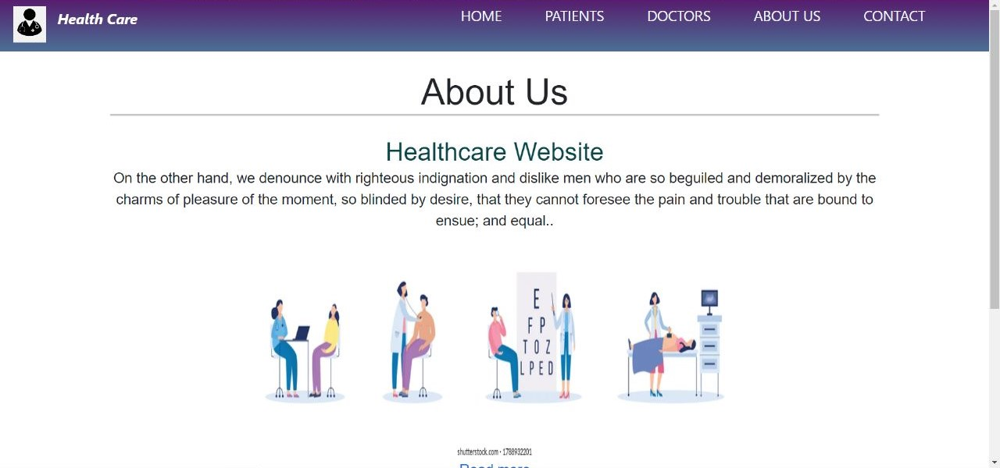 Health Care
HOME PATIENTS DOCTORS ABOUT US CONTACT
About Us
Healthcare Website
On the other hand, we denounce with righteous indignation and dislike men who are so beguiled and demoralized by the
charms of pleasure of the moment, so blinded by desire, that they cannot foresee the pain and trouble that are bound to
ensue; and equal..
E
F P
T O Z
L P E D
shutterstock.com • 1788932201
Read more